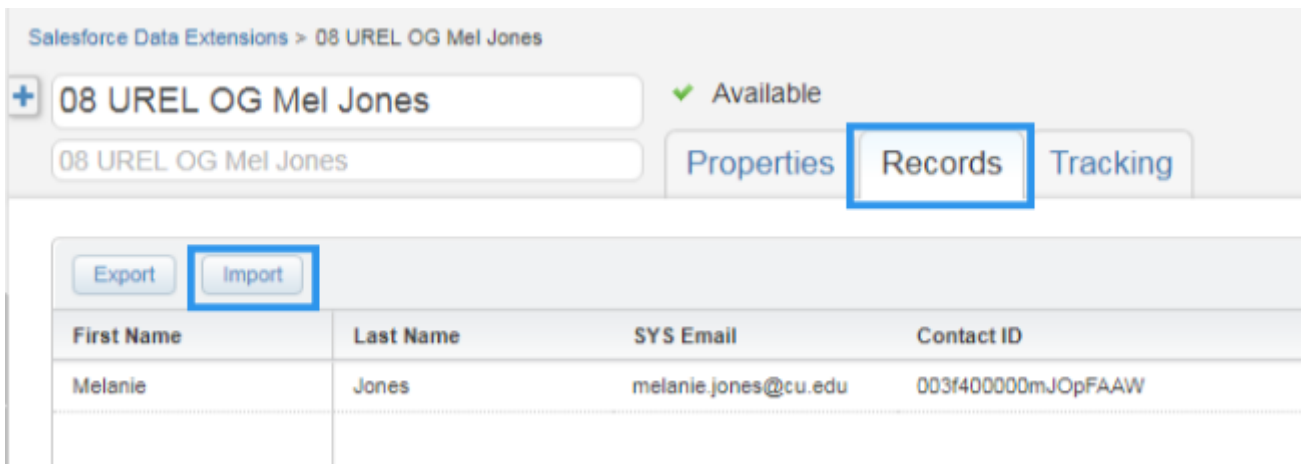 Salesforce Data Extensions > 08 UREL OG Mel Jones
08 UREL OG Mel Jones
Available
08 UREL OG Mel Jones
Properties Records Tracking
Export Import
First Name Last Name SYS Email Contact ID
Melanie Jones melanie.jones@cu.edu 003f400000mJOpFAAW